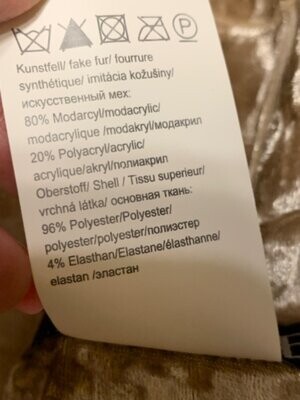 P
Kunstfell/ fake fur/ fourrure
synthétique/ imitácia kožušiny/
искусственный мех:
80% Modarcyl/modacrylic/
modacrylique /modakryl/модакрил
20% Polyacryl/acrylic/
acrylique/akryl/полиакрил
Oberstoff/ Shell / Tissu superieur/
vrchná látka/ основная ткань:
96% Polyester/Polyester/
polyester/polyester/полиэстер
4% Elasthan/Elastane/élasthanne/
elastan /эластан